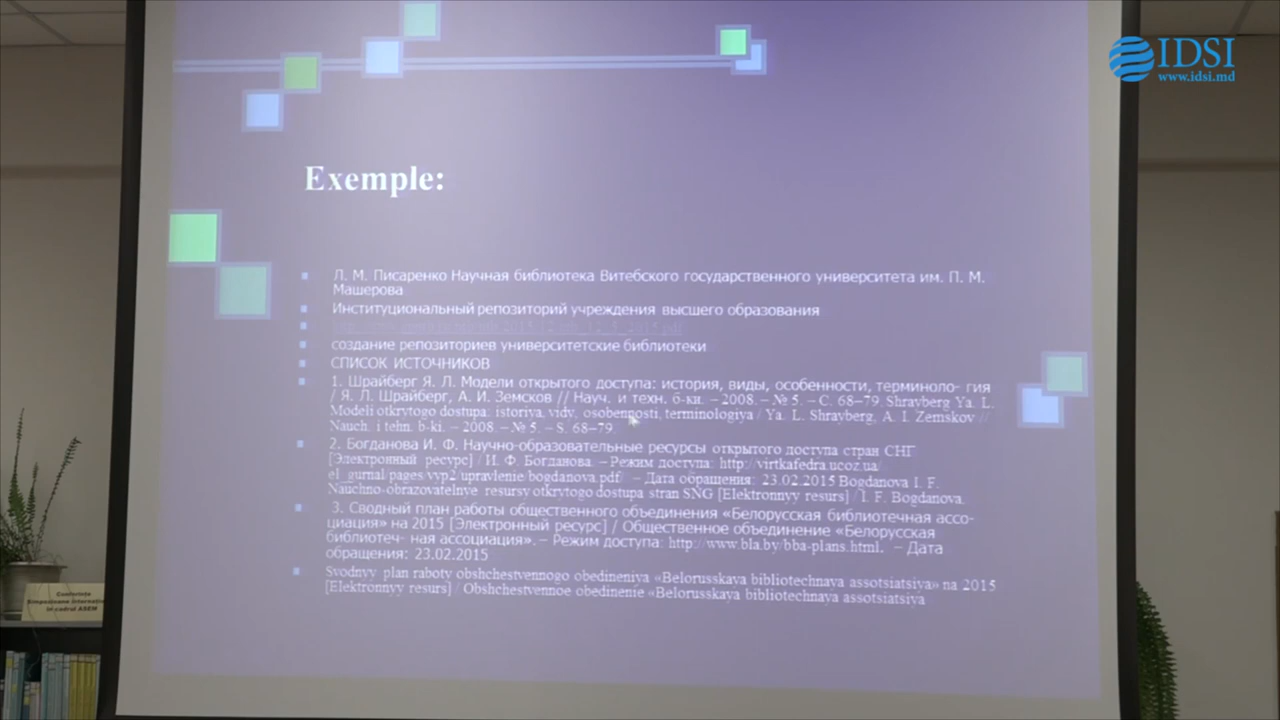 IDSI
www.idsi.md
Exemple:
Л. М. Писаренко Научная библиотека Витебского государственного университета им. П. М.
Машерова
Институциональный репозиторий учреждения высшего образования
создание репозиториев университетские библиотеки
СПИСОК ИСТОЧНИКОВ
1. Шрайберг Я. Л. Модели открытого доступа: история, виды, особенности, терминоло- гия
/ Я. Л. Шрайберг, А. И. Земсков // Науч. и техн. б-ки. – 2008. – № 5. – С. 68–79. Shrayberg Ya. L.
Modeli otkrytogo dostupa: istoriya, vidy, osobennosti, terminologiya / Ya. L. Shrayberg, A. I. Zemskov //
Nauch. i tehn. b-ki. – 2008. – № 5. – S. 68–79
2. Богданова И. Ф. Научно-образовательные ресурсы открытого доступа стран СНГ
[Электронный ресурс] / И. Ф. Богданова. – Режим доступа: http://virtkafedra.ucoz.ua/
el_gurnal/pages/vyp2/upravlenie/bogdanova.pdf/ – Дата обращения: 23.02.2015 Bogdanova I. F.
Nauchno-obrazovatelnye resursy otkrytogo dostupa stran SNG [Elektronnyy resurs] / I. F. Bogdanova.
3. Сводный план работы общественного объединения «Белорусская библиотечная ассо-
циация» на 2015 [Электронный ресурс] / Общественное объединение «Белорусская
библиотеч- ная ассоциация». – Режим доступа: http://www.bla.by/bba-plans.html. – Дата
обращения: 23.02.2015
Svodnyy plan raboty obshchestvennogo obedineniya «Belorusskaya bibliotechnaya assotsiatsiya» na 2015
[Elektronnyy resurs] / Obshchestvennoe obedinenie «Belorusskaya bibliotechnaya assotsiatsiya
Conferințe
Simpozioane internaționale
în cadrul ASEM